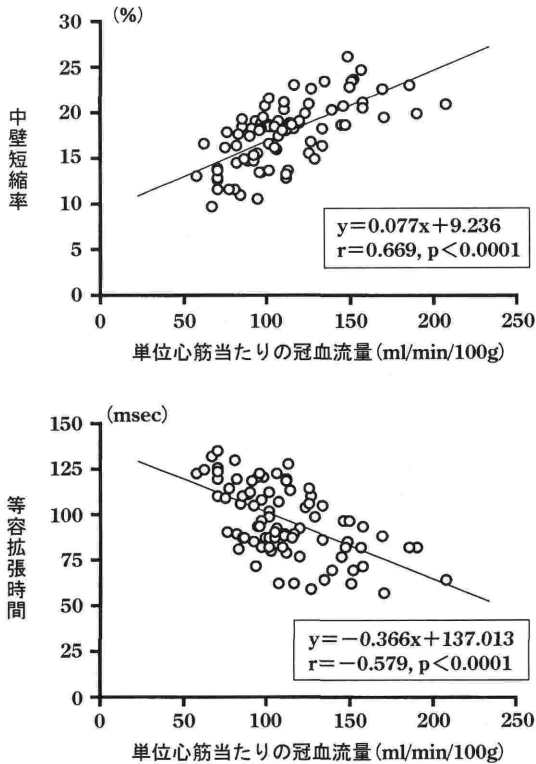 (%)
30
25
20
15
10
5
0
中壁短縮率
y=0.077x+9.236
r=0.669, p<0.0001
0 50 100 150 200 250
単位心筋当たりの冠血流量(ml/min/100g)
(msec)
150
125
100
75
50
25
0
等容拡張時間
y=−0.366x+137.013
r=−0.579, p<0.0001
0 50 100 150 200 250
単位心筋当たりの冠血流量(ml/min/100g)